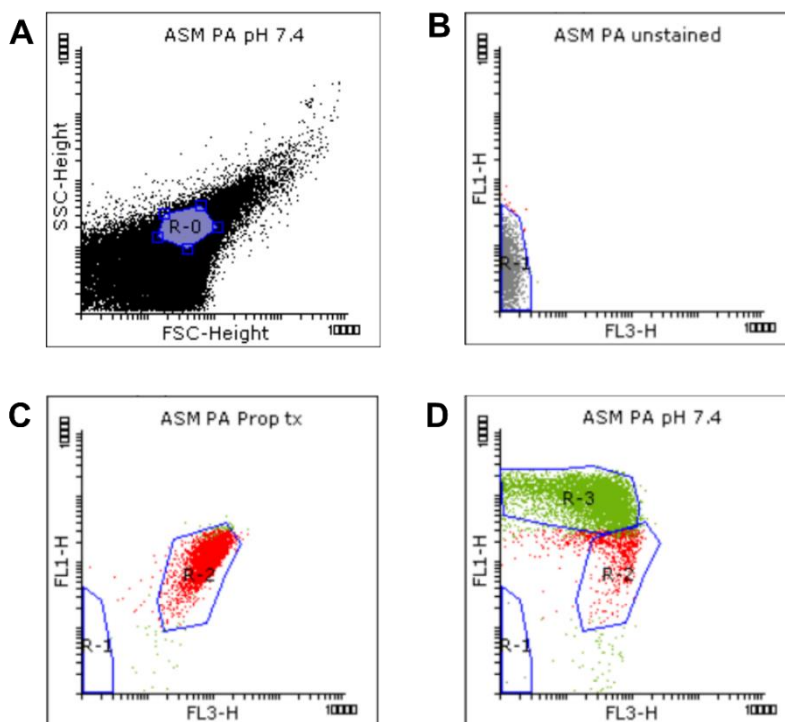 A
ASM PA pH 7.4
SSC-Height
R-0
FSC-Height
B
ASM PA unstained
FL1-H
R-1
FL3-H
C
ASM PA Prop tx
FL1-H
R-2
R-1
FL3-H
D
ASM PA pH 7.4
FL1-H
R-3
R-2
R-1
FL3-H